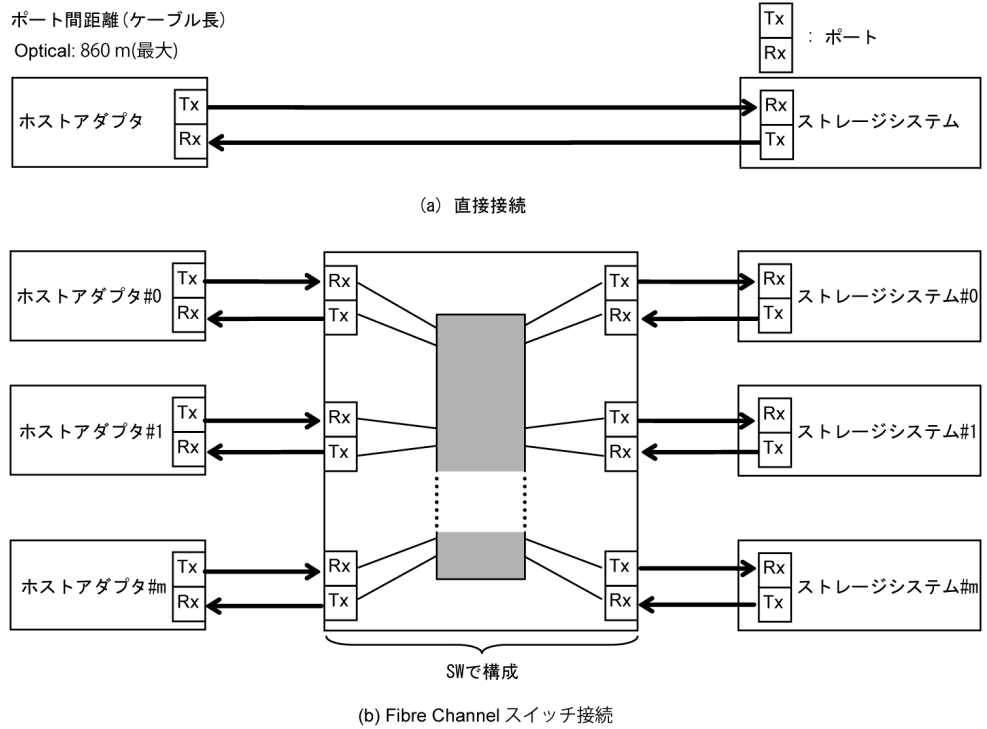 ポート間距離(ケーブル長)
Optical: 860 m(最大)
Tx
Rx
: ポート
ホストアダプタ
Tx
Rx
Rx
Tx
ストレージシステム
(a) 直接接続
ホストアダプタ#0
Tx
Rx
Rx
Tx
Tx
Rx
Rx
Tx
ストレージシステム#0
ホストアダプタ#1
Tx
Rx
Rx
Tx
Tx
Rx
Rx
Tx
ストレージシステム#1
ホストアダプタ#m
Tx
Rx
Rx
Tx
Tx
Rx
Rx
Tx
ストレージシステム#m
SWで構成
(b) Fibre Channel スイッチ接続